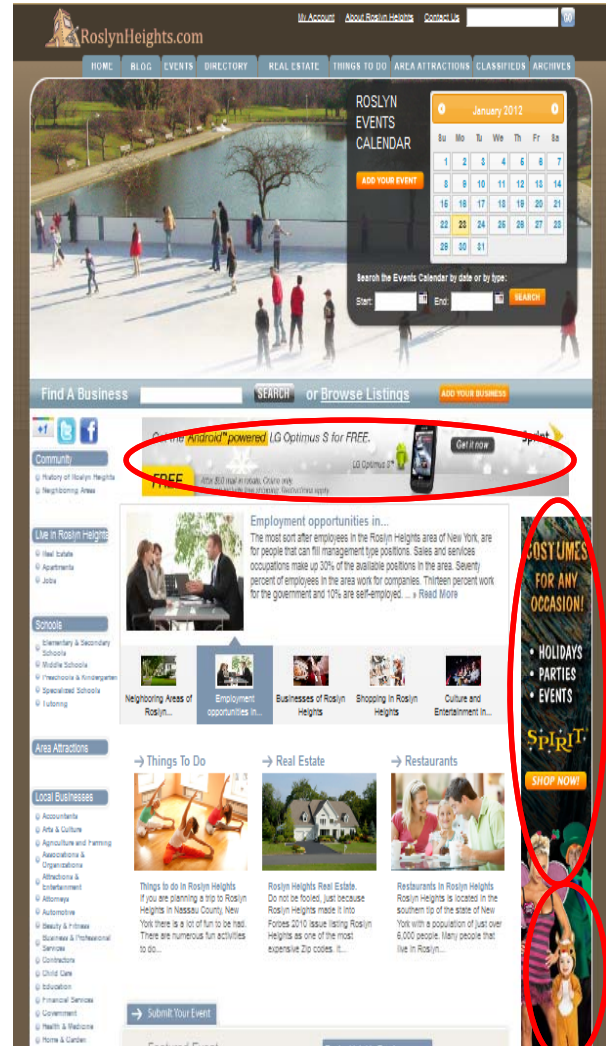 My Account About Roslyn Heights Contact Us GO
RoslynHeights.com
HOME BLOG EVENTS DIRECTORY REAL ESTATE THINGS TO DO AREA ATTRACTIONS CLASSIFIEDS ARCHIVES
ROSLYN
EVENTS
CALENDAR
ADD YOUR EVENT
January 2012
Su Mo Tu We Th Fr Sa
1 2 3 4 5 6 7
8 9 10 11 12 13 14
15 16 17 18 19 20 21
22 23 24 25 26 27 28
29 30 31
Search the Events Calendar by date or by type:
Start: End: SEARCH
Find A Business SEARCH or Browse Listings ADD YOUR BUSINESS
+1
Get the Android™ powered LG Optimus S for FREE.
Get it now
Sprint
LG Optimus S™
FREE
After $50 mail-in rebate. Online only.
Restrictions apply.
Community
History of Roslyn Heights
Neighboring Areas
Live in Roslyn Heights
Real Estate
Apartments
Jobs
Schools
Elementary & Secondary
Schools
Middle Schools
Preschools & Kindergarten
Specialized Schools
Tutoring
Area Attractions
Local Businesses
Accountants
Arts & Culture
Agriculture and Farming
Associations &
Organizations
Attractions &
Entertainment
Attorneys
Automotive
Beauty & Fitness
Business & Professional
Services
Contractors
Child Care
Education
Financial Services
Government
Health & Medicine
Home & Garden
Employment opportunities in...
The most sort after employees in the Roslyn Heights area of New York, are
for people that can fill management type positions. Sales and services
occupations make up 30% of the available positions in the area. Seventy
percent of employees in the area work for companies. Thirteen percent work
for the government and 10% are self-employed. ... » Read More
Neighboring Areas of
Roslyn...
Employment
opportunities in...
Businesses of Roslyn
Heights
Shopping in Roslyn
Heights
Culture and
Entertainment in...
Things To Do
Things to do in Roslyn Heights
If you are planning a trip to Roslyn
Heights in Nassau County, New
York there is a lot of fun to be had.
There are numerous fun activities
to do...
Real Estate
Roslyn Heights Real Estate.
Do not be fooled, just because
Roslyn Heights made it into
Forbes 2010 issue listing Roslyn
Heights as one of the most
expensive Zip codes. It...
Restaurants
Restaurants in Roslyn Heights
Roslyn Heights is located in the
southern tip of the state of New
York with a population of just over
6,000 people. Many people that
live in Roslyn...
Submit Your Event
Featured Event
COSTUMES
FOR ANY
OCCASION!
• HOLIDAYS
• PARTIES
• EVENTS
SPIRIT
SHOP NOW!